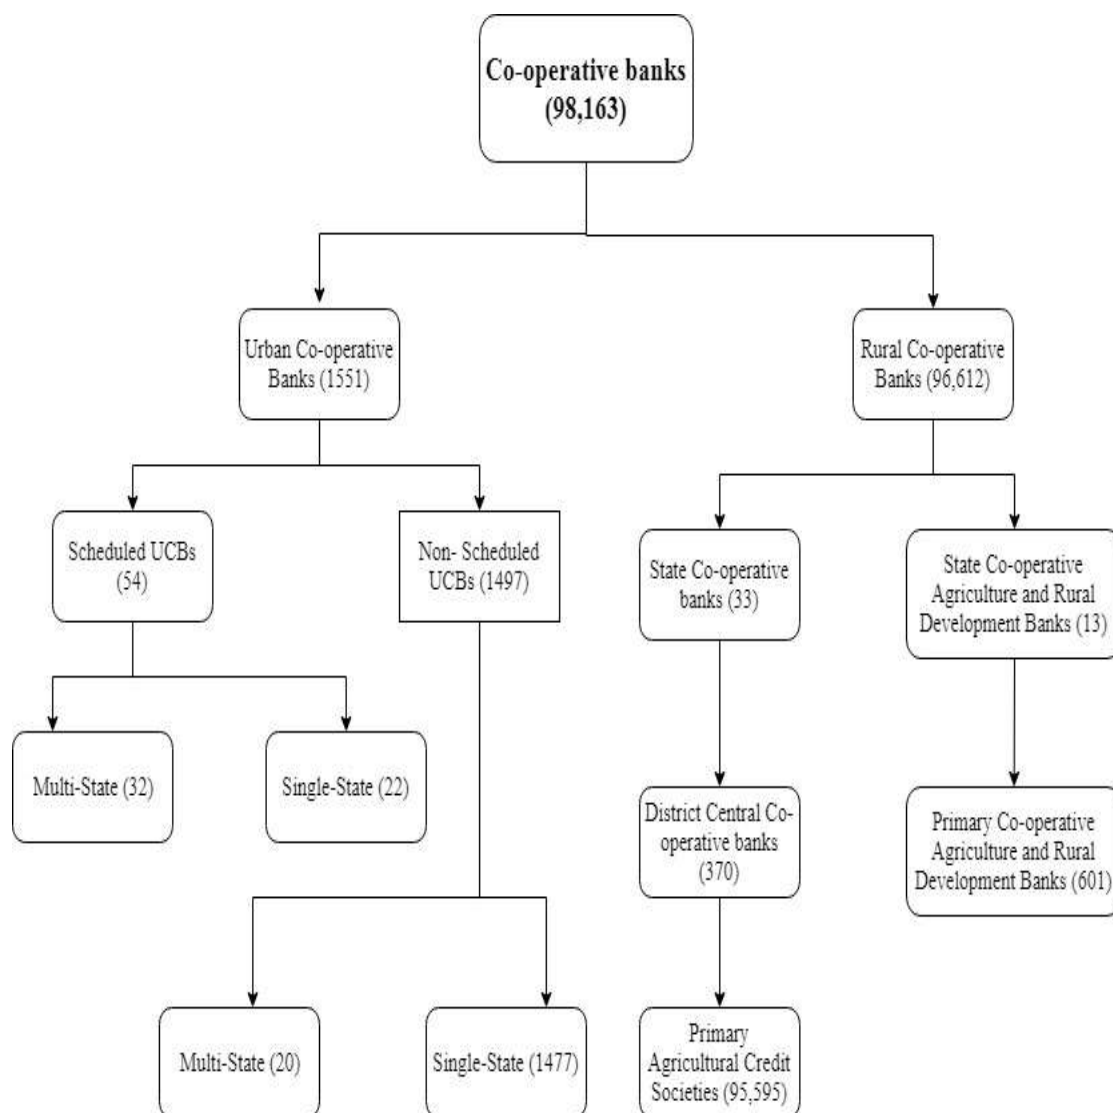 Co-operative banks
(98,163)
Urban Co-operative
Banks (1551)
Rural Co-operative
Banks (96,612)
Scheduled UCBs
(54)
Non- Scheduled
UCBs (1497)
State Co-operative
banks (33)
State Co-operative
Agriculture and Rural
Development Banks (13)
Multi-State (32)
Single-State (22)
District Central Co-
operative banks
(370)
Primary Co-operative
Agriculture and Rural
Development Banks (601)
Multi-State (20)
Single-State (1477)
Primary
Agricultural Credit
Societies (95,595)